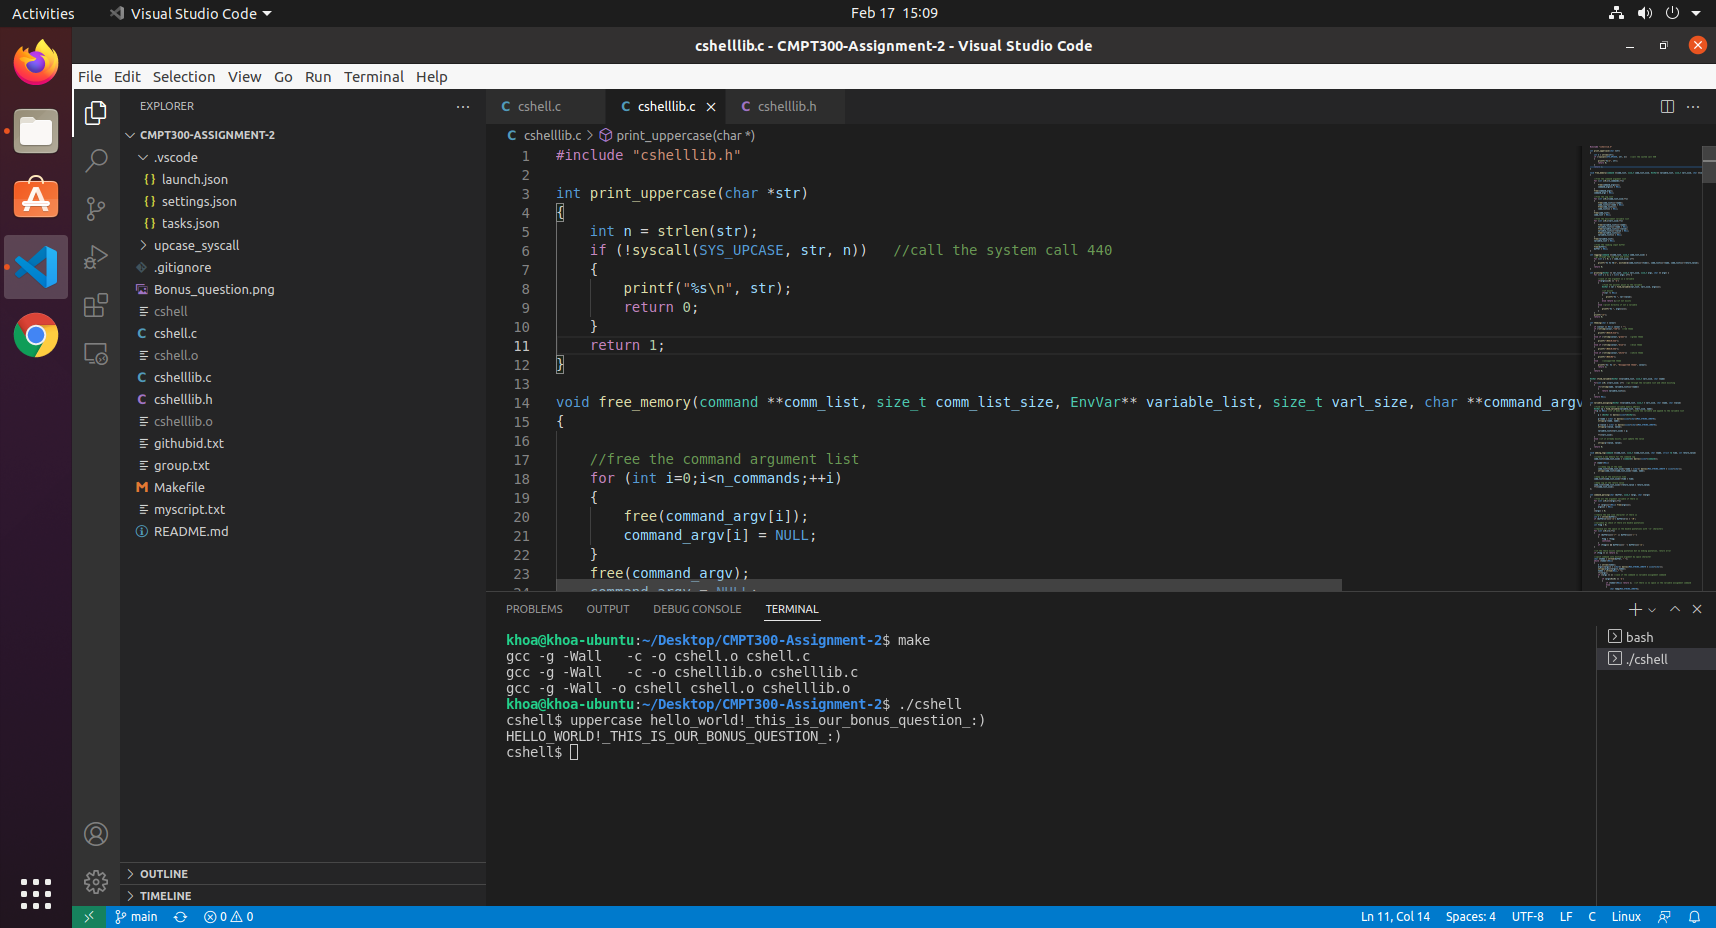 Activities
Visual Studio Code
Feb 17 15:09
cshelllib.c - CMPT300-Assignment-2 - Visual Studio Code
File Edit Selection View Go Run Terminal Help
EXPLORER
CMPT300-ASSIGNMENT-2
.vscode
{} launch.json
{} settings.json
{} tasks.json
upcase_syscall
.gitignore
Bonus_question.png
cshell
C cshell.c
cshell.o
C cshelllib.c
C cshelllib.h
cshelllib.o
githubid.txt
group.txt
M Makefile
myscript.txt
README.md
OUTLINE
TIMELINE
C cshell.c
C cshelllib.c
C cshelllib.h
C cshelllib.c > print_uppercase(char *)
1 #include "cshelllib.h"
2
3 int print_uppercase(char *str)
4 {
5 int n = strlen(str);
6 if (!syscall(SYS_UPCASE, str, n)) //call the system call 440
7 {
8 printf("%s\n", str);
9 return 0;
10 }
11 return 1;
12 }
13
14 void free_memory(command **comm_list, size_t comm_list_size, EnvVar** variable_list, size_t varl_size, char **command_argv
15 {
16
17 //free the command argument list
18 for (int i=0;i<n_commands;++i)
19 {
20 free(command_argv[i]);
21 command_argv[i] = NULL;
22 }
23 free(command_argv);
24 command_argv = NULL;
PROBLEMS OUTPUT DEBUG CONSOLE TERMINAL
khoa@khoa-ubuntu:~/Desktop/CMPT300-Assignment-2$ make
gcc -g -Wall -c -o cshell.o cshell.c
gcc -g -Wall -c -o cshelllib.o cshelllib.c
gcc -g -Wall -o cshell cshell.o cshelllib.o
khoa@khoa-ubuntu:~/Desktop/CMPT300-Assignment-2$ ./cshell
cshell$ uppercase hello_world!_this_is_our_bonus_question_:)
HELLO_WORLD!_THIS_IS_OUR_BONUS_QUESTION_:)
cshell$
bash
./cshell
main
0 0
Ln 11, Col 14
Spaces: 4
UTF-8
LF
C
Linux